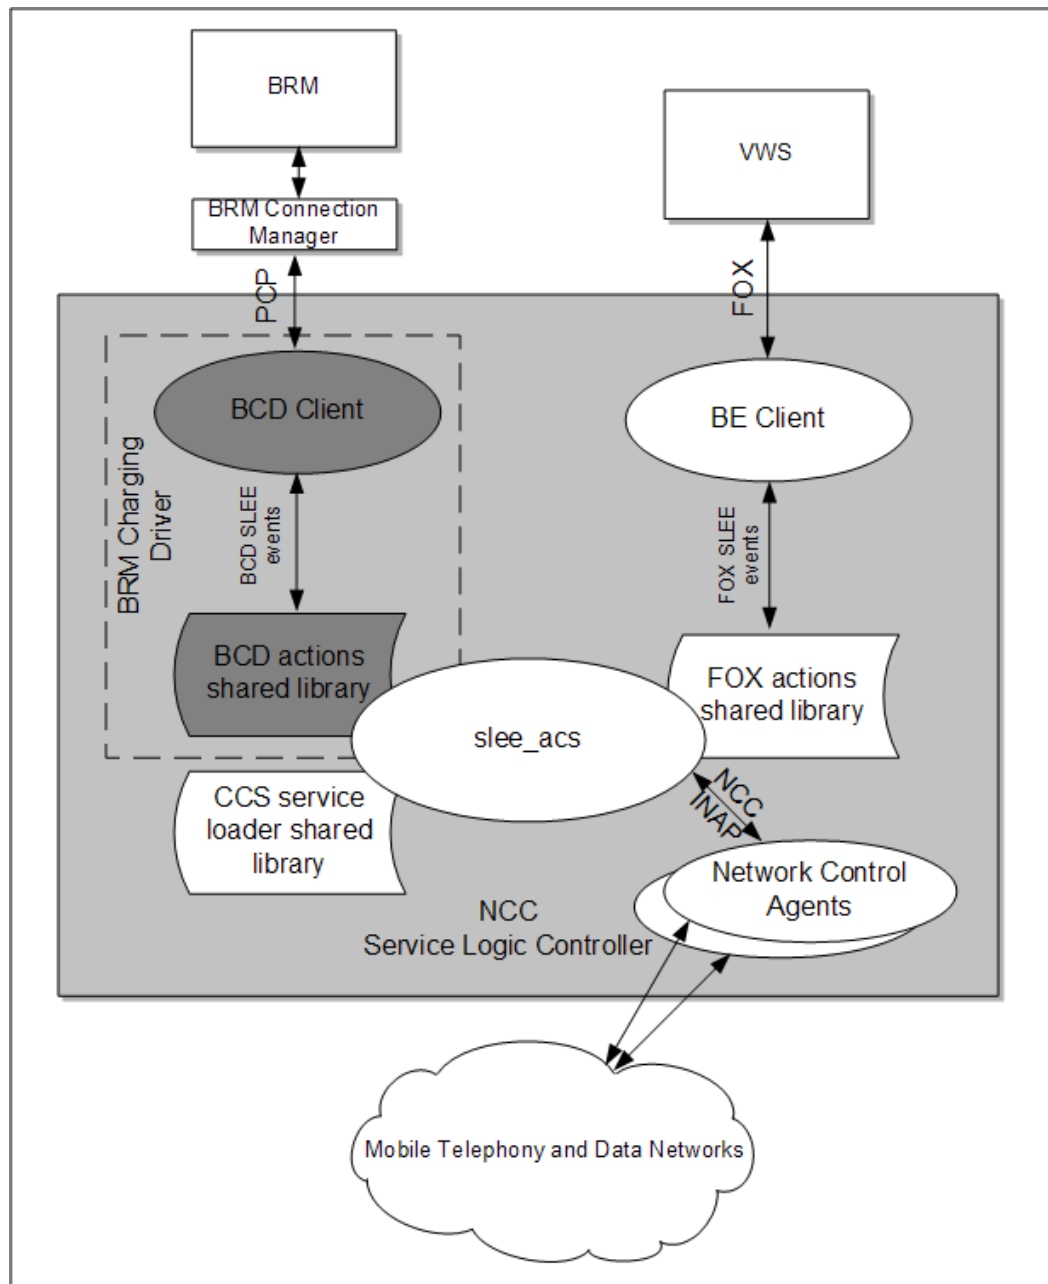 BRM
VWS
BRM Connection
Manager
PCP
FOX
BCD Client
BE Client
BRM Charging
Driver
BCD SLEE
events
FOX SLEE
events
BCD actions
shared library
FOX actions
shared library
slee_acs
CCS service
loader shared
library
NCC
INAP
Network Control
Agents
NCC
Service Logic Controller
Mobile Telephony and Data Networks